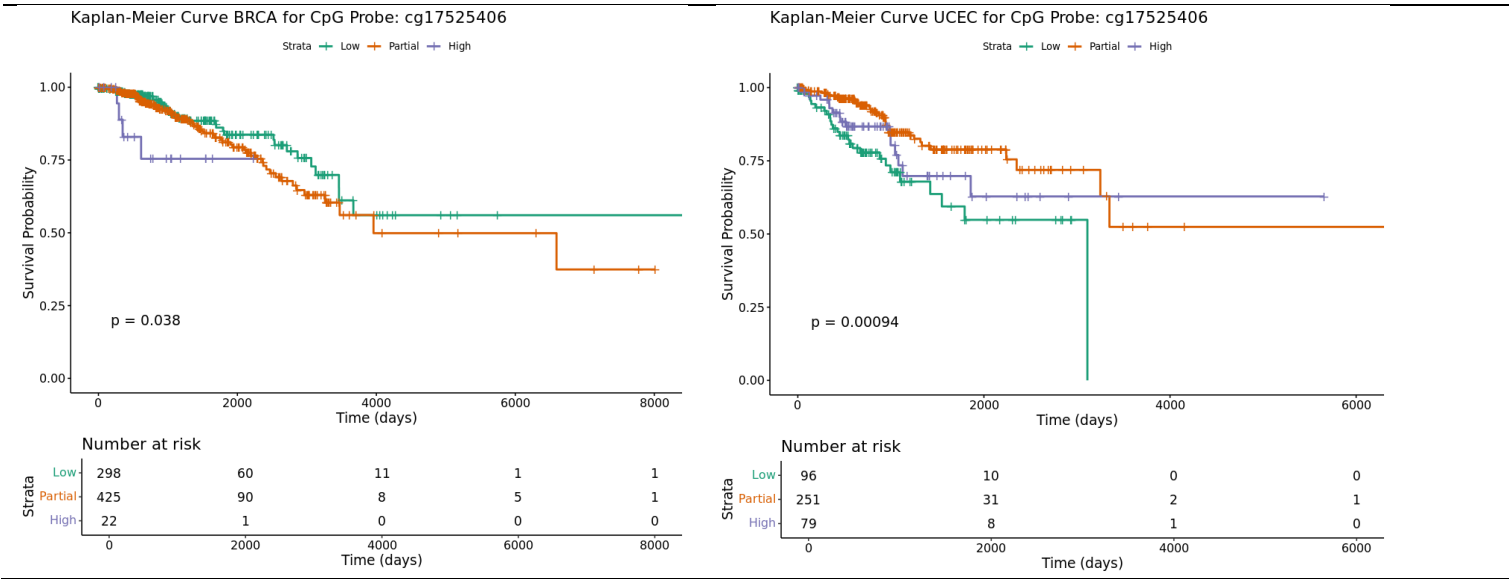 Kaplan-Meier Curve BRCA for CpG Probe: cg17525406
Strata Low Partial High
Survival Probability
1.00
0.75
0.50
0.25
0.00
p = 0.038
0 2000 4000 6000 8000
Time (days)
Number at risk
Strata
Low 298 60 11 1 1
Partial 425 90 8 5 1
High 22 1 0 0 0
0 2000 4000 6000 8000
Time (days)
Kaplan-Meier Curve UCEC for CpG Probe: cg17525406
Strata Low Partial High
Survival Probability
1.00
0.75
0.50
0.25
0.00
p = 0.00094
0 2000 4000 6000
Time (days)
Number at risk
Strata
Low 96 10 0 0
Partial 251 31 2 1
High 79 8 1 0
0 2000 4000 6000
Time (days)